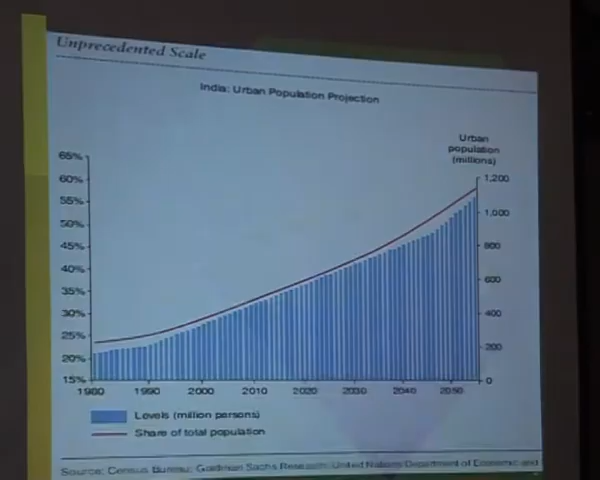 Unprecedented Scale
India: Urban Population Projection
Urban
population
(millions)
65%
60%
55%
50%
45%
40%
35%
30%
25%
20%
15%
1,200
1,000
800
600
400
200
0
1980 1990 2000 2010 2020 2030 2040 2050
Levels (million persons)
Share of total population
Source: Census Bureau; Goldman Sachs Research; United Nations Department of Economic and